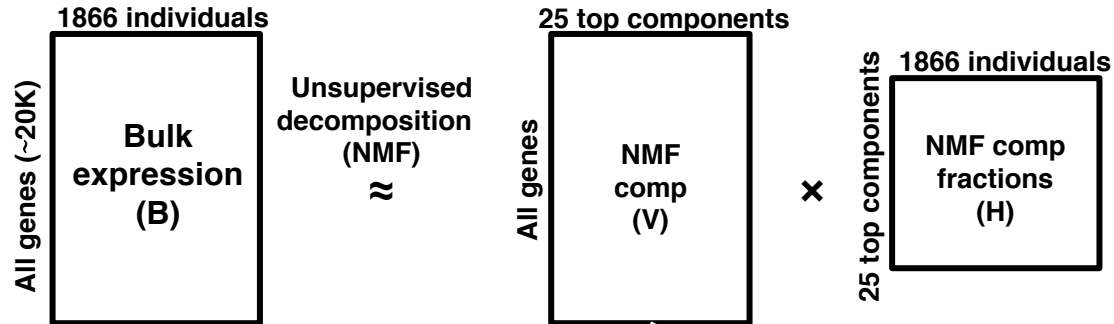 1866 individuals
All genes (~20K)
Bulk
expression
(B)
Unsupervised
decomposition
(NMF)
≈
25 top components
All genes
NMF
comp
(V)
×
1866 individuals
25 top components
NMF comp
fractions
(H)